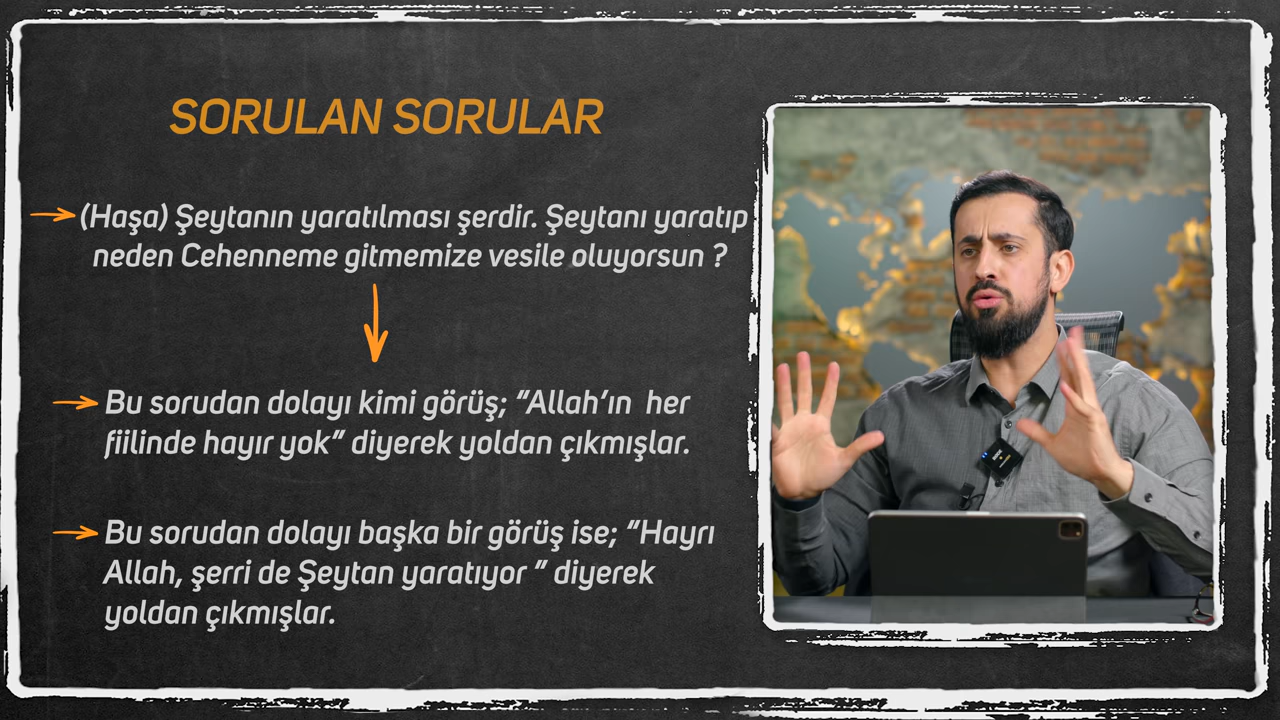 SORULAN SORULAR
(Haşa) Şeytanın yaratılması şerdir. Şeytanı yaratıp
neden Cehenneme gitmemize vesile oluyorsun ?
Bu sorudan dolayı kimi görüş; “Allah’ın her
fiilinde hayır yok” diyerek yoldan çıkmışlar.
Bu sorudan dolayı başka bir görüş ise; “Hayrı
Allah, şerri de Şeytan yaratıyor ” diyerek
yoldan çıkmışlar.